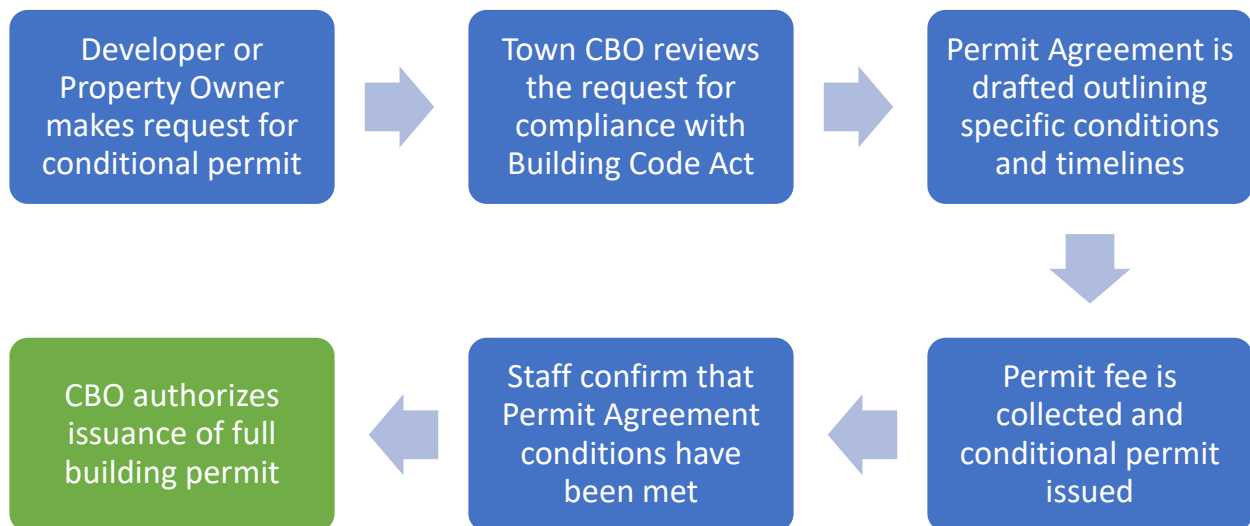 Developer or
Property Owner
makes request for
conditional permit
Town CBO reviews
the request for
compliance with
Building Code Act
Permit Agreement is
drafted outlining
specific conditions
and timelines
Permit fee is
collected and
conditional permit
issued
Staff confirm that
Permit Agreement
conditions have
been met
CBO authorizes
issuance of full
building permit